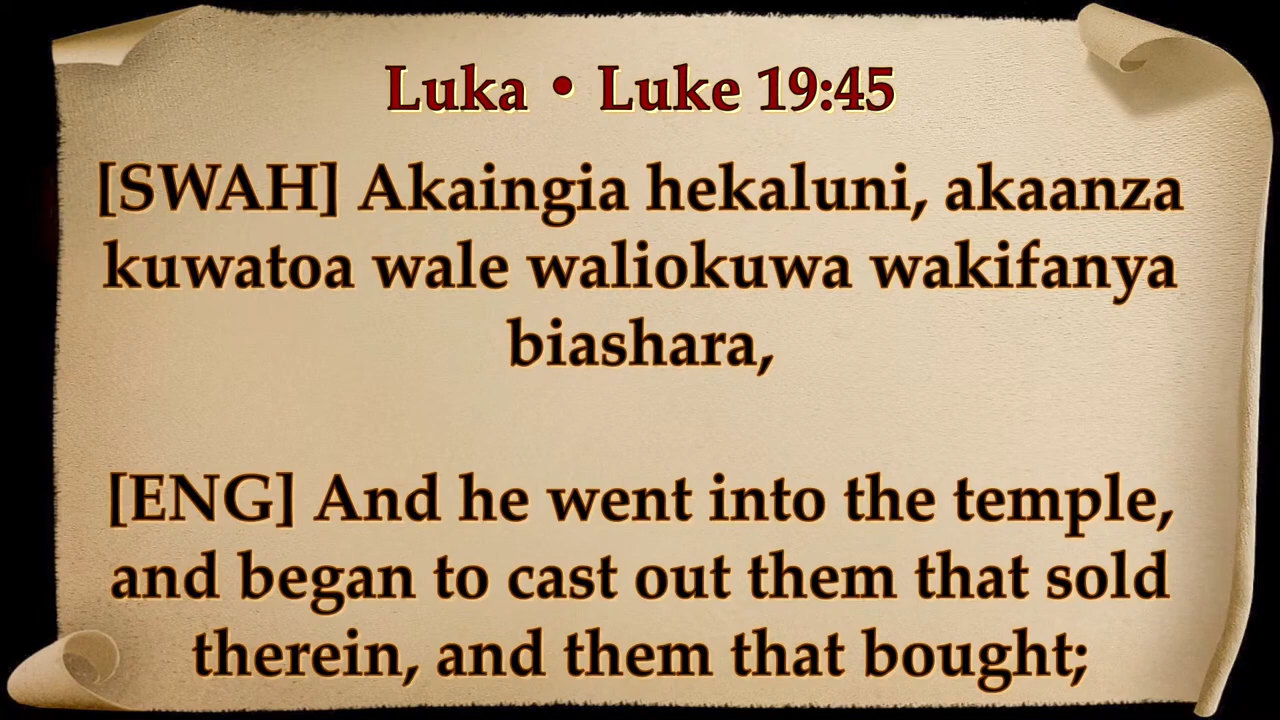 Luka • Luke 19:45
[SWAH] Akaingia hekaluni, akaanza
kuwatoa wale waliokuwa wakifanya
biashara,
[ENG] And he went into the temple,
and began to cast out them that sold
therein, and them that bought;